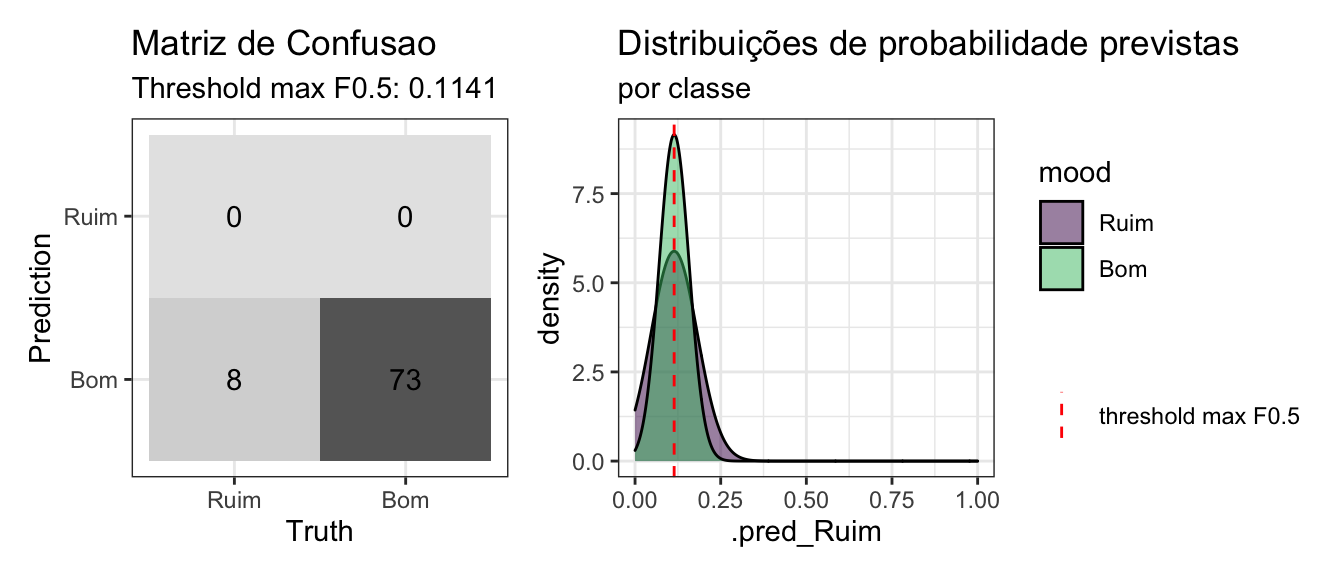 Matriz de Confusao
Threshold max F0.5: 0.1141
Prediction
Ruim
Bom
0
0
8
73
Ruim
Bom
Truth
Distribuições de probabilidade previstas
por classe
density
7.5
5.0
2.5
0.0
0.00
0.25
0.50
0.75
1.00
.pred_Ruim
mood
Ruim
Bom
threshold max F0.5